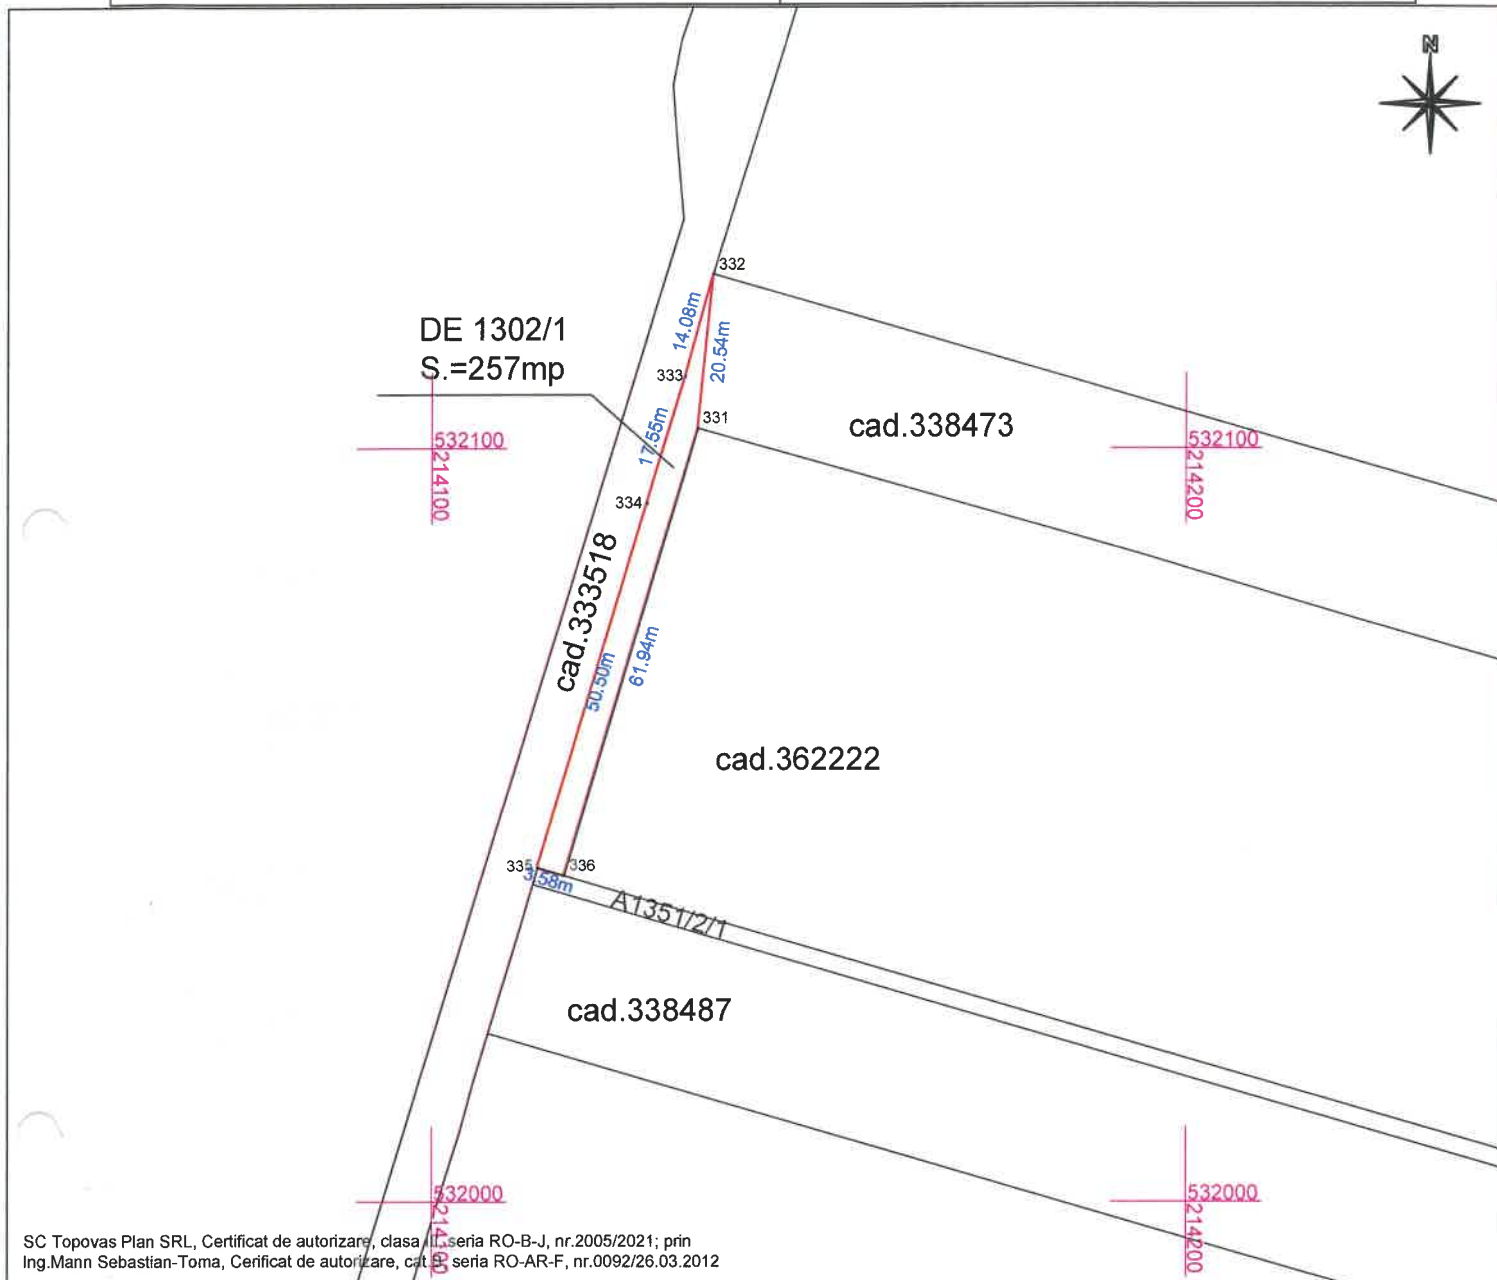 N
332
14.08m
DE 1302/1
S.=257mp
20.54m
333
331
17.55m
cad.338473
532100
214100
532100
214200
334
cad.333518
61.94m
50.50m
cad.362222
335
336
3.58m
A1351/2/1
cad.338487
532000
214100
532000
214200
SC Topovas Plan SRL, Certificat de autorizare, clasa seria RO-B-J, nr.2005/2021; prin
Ing.Mann Sebastian-Toma, Cerificat de autorizare, cat. seria RO-AR-F, nr.0092/26.03.2012